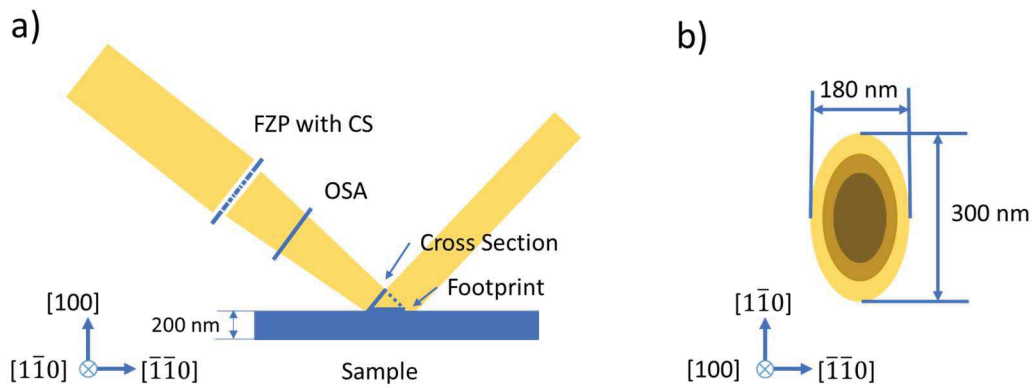 a)
FZP with CS
OSA
Cross Section
Footprint
[100]
200 nm
[11̅0]
[1̅1̅0]
Sample
b)
180 nm
300 nm
[11̅0]
[100]
[1̅1̅0]